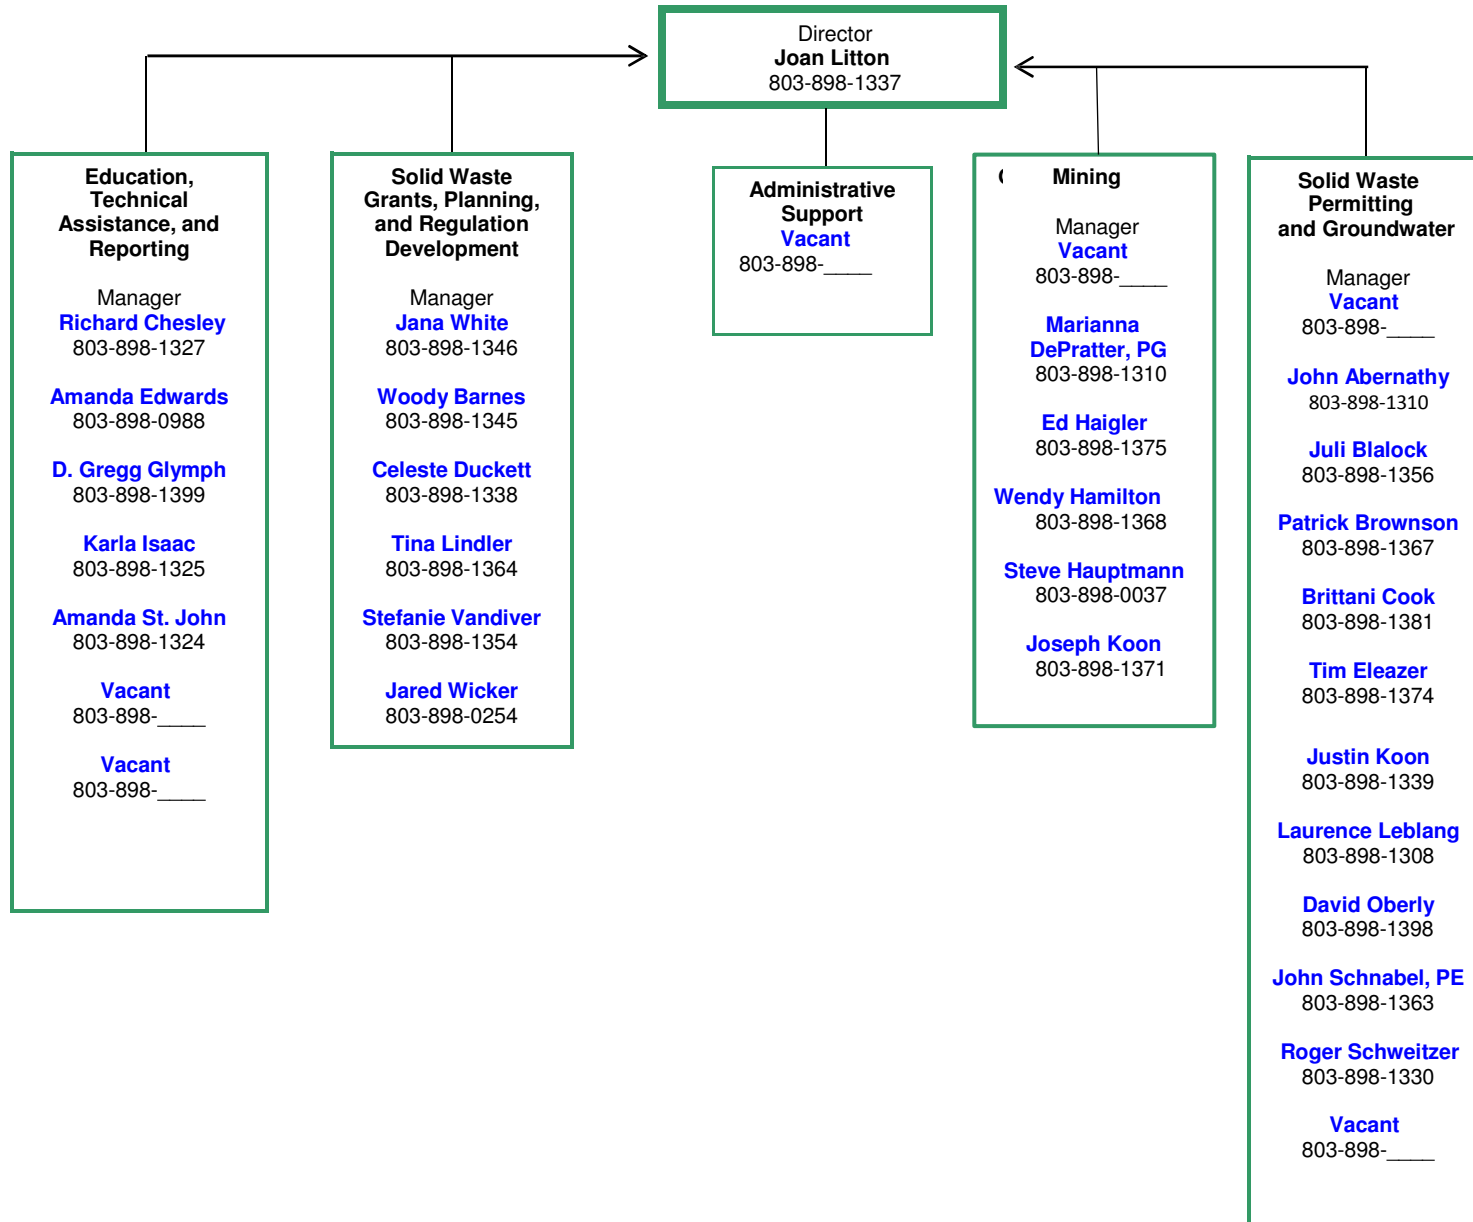 Director
Joan Litton
803-898-1337
Education,
Technical
Assistance, and
Reporting
Manager
Richard Chesley
803-898-1327
Amanda Edwards
803-898-0988
D. Gregg Glymph
803-898-1399
Karla Isaac
803-898-1325
Amanda St. John
803-898-1324
Vacant
803-898-____
Vacant
803-898-____
Solid Waste
Grants, Planning,
and Regulation
Development
Manager
Jana White
803-898-1346
Woody Barnes
803-898-1345
Celeste Duckett
803-898-1338
Tina Lindler
803-898-1364
Stefanie Vandiver
803-898-1354
Jared Wicker
803-898-0254
Administrative
Support
Vacant
803-898-____
Mining
Manager
Vacant
803-898-____
Marianna
DePratter, PG
803-898-1310
Ed Haigler
803-898-1375
Wendy Hamilton
803-898-1368
Steve Hauptmann
803-898-0037
Joseph Koon
803-898-1371
Solid Waste
Permitting
and Groundwater
Manager
Vacant
803-898-____
John Abernathy
803-898-1310
Juli Blalock
803-898-1356
Patrick Brownson
803-898-1367
Brittani Cook
803-898-1381
Tim Eleazer
803-898-1374
Justin Koon
803-898-1339
Laurence Leblang
803-898-1308
David Oberly
803-898-1398
John Schnabel, PE
803-898-1363
Roger Schweitzer
803-898-1330
Vacant
803-898-____